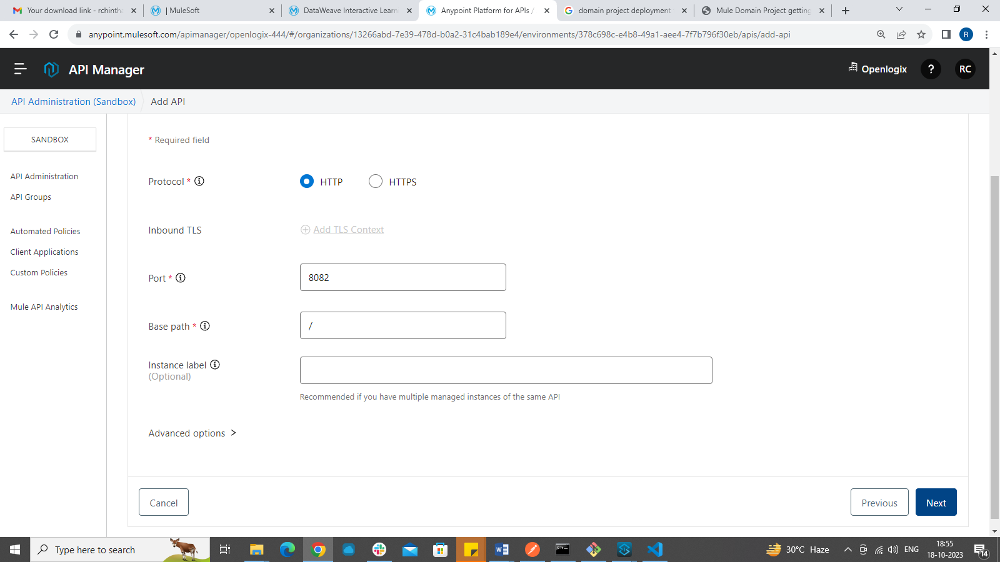 Your download link - rchintha
| MuleSoft
DataWeave Interactive Learn
Anypoint Platform for APIs /
domain project deployment
Mule Domain Project getting
anypoint.mulesoft.com/apimanager/openlogix-444/#/organizations/13266abd-7e39-478d-b0a2-31c4bab189e4/environments/378c698c-e4b8-49a1-aee4-7f7b796f30eb/apis/add-api
R
API Manager
Openlogix
?
RC
API Administration (Sandbox)
Add API
SANDBOX
API Administration
API Groups
Automated Policies
Client Applications
Custom Policies
Mule API Analytics
* Required field
Protocol *
HTTP
HTTPS
Inbound TLS
Add TLS Context
Port *
8082
Base path *
/
Instance label
(Optional)
Recommended if you have multiple managed instances of the same API
Advanced options >
Cancel
Previous
Next
Type here to search
30°C Haze
ENG
18:55
18-10-2023
14